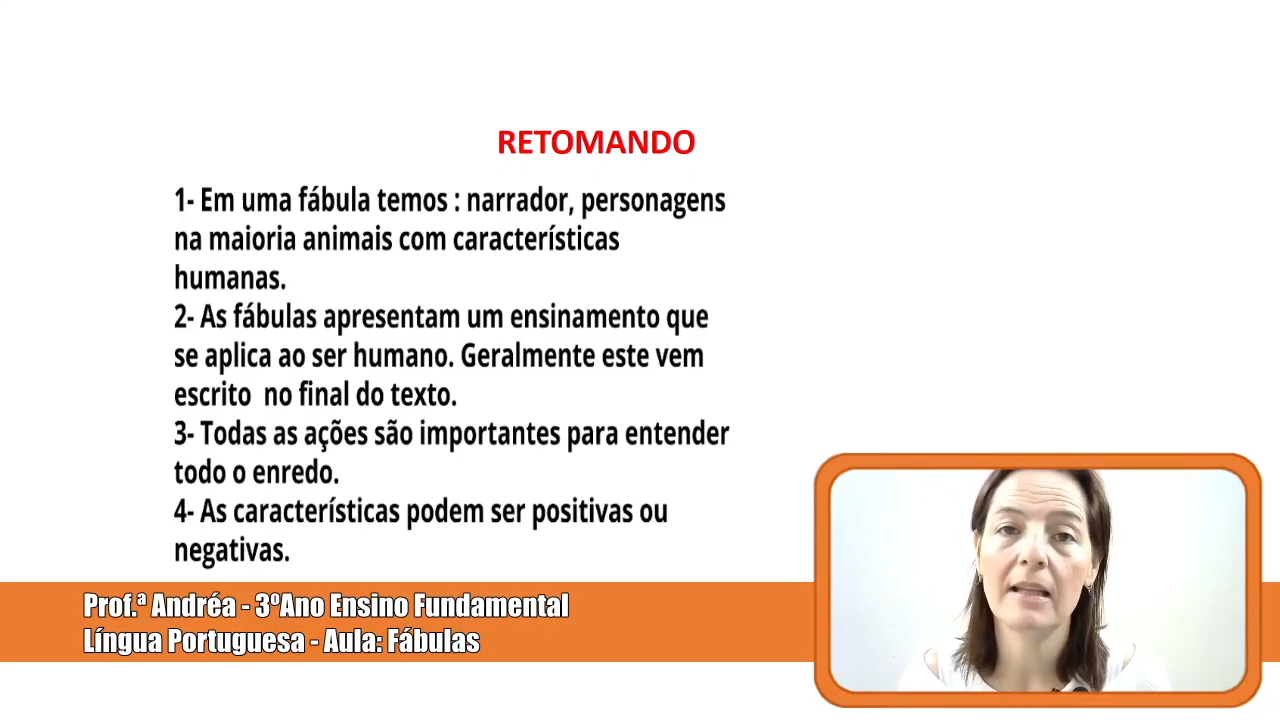 RETOMANDO
1- Em uma fábula temos : narrador, personagens
na maioria animais com características
humanas.
2- As fábulas apresentam um ensinamento que
se aplica ao ser humano. Geralmente este vem
escrito  no final do texto.
3- Todas as ações são importantes para entender
todo o enredo.
4- As características podem ser positivas ou
negativas.
Prof.ª Andréa - 3ºAno Ensino Fundamental
Língua Portuguesa - Aula: Fábulas